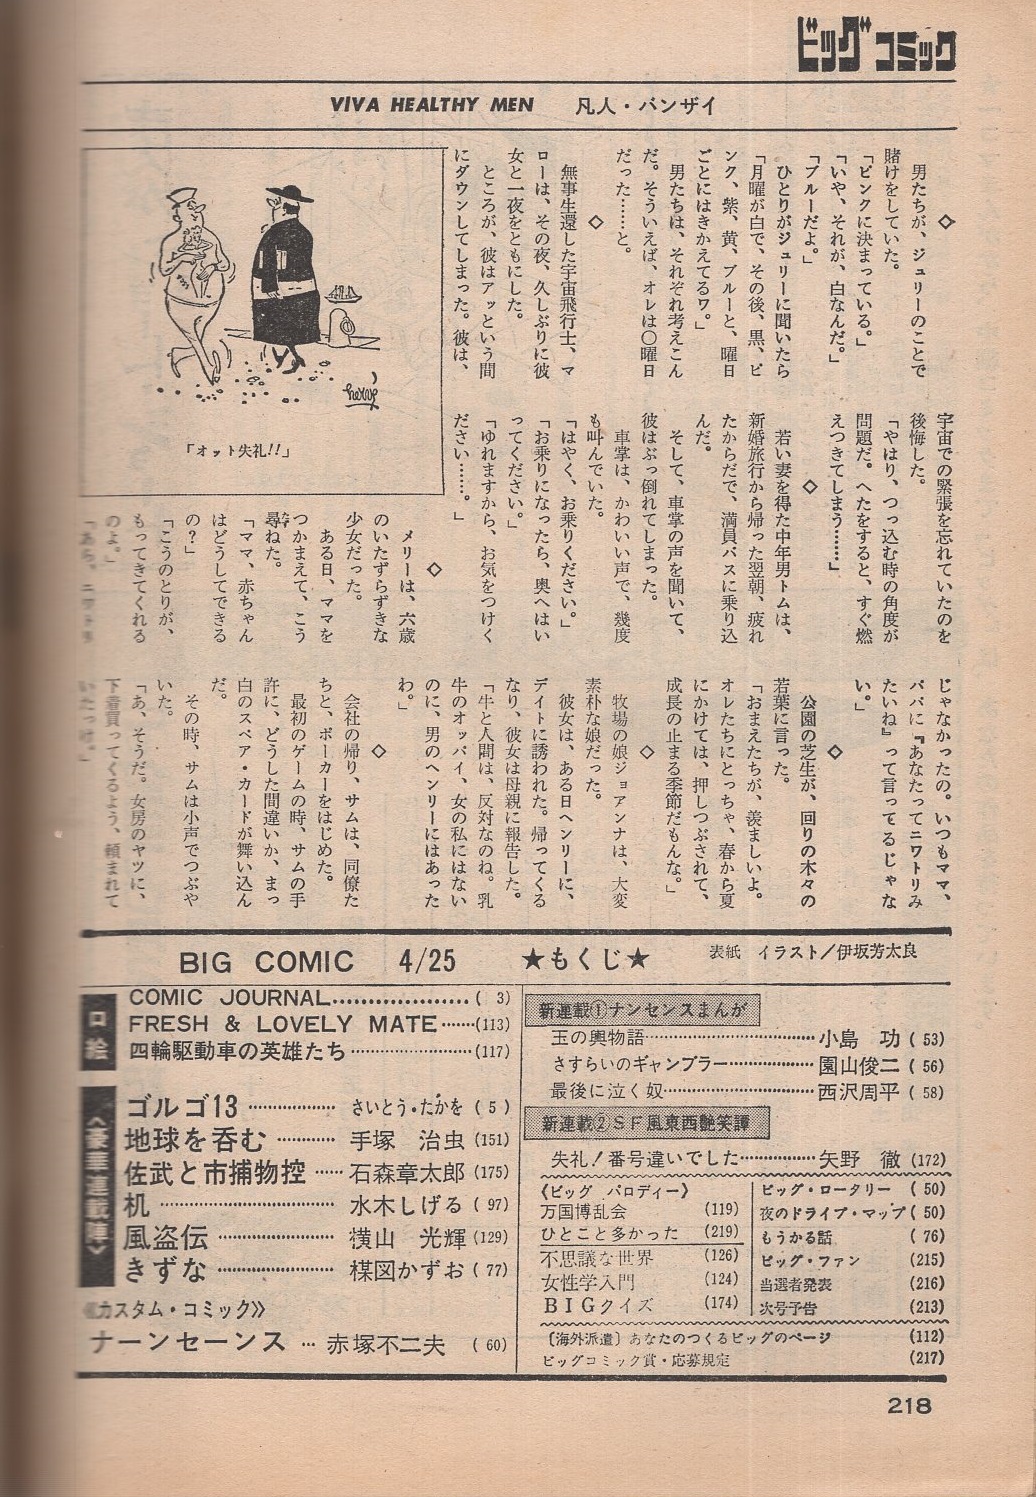 ビッグコミック
VIVA HEALTHY MEN 凡人・バンザイ
◇
男たちが、ジュリーのことで
賭けをしていた。
「ピンクに決まっている。」
「いや、それが、白なんだ。」
「ブルーだよ。」
ひとりがジュリーに聞いたら
「月曜が白で、その後、黒、ピ
ンク、紫、黄、ブルーと、曜日
ごとにはきかえてるワ。」
男たちは、それぞれ考えこん
だ。そういえば、オレは〇曜日
だった……と。
◇
無事生還した宇宙飛行士、マ
ローは、その夜、久しぶりに彼
女と一夜をともにした。
ところが、彼はアッという間
にダウンしてしまった。彼は、
「オット失礼!!」
宇宙での緊張を忘れていたのを
後悔した。
「やはり、つっ込む時の角度が
問題だ。へたをすると、すぐ燃
えつきてしまう……」
◇
若い妻を得た中年男トムは、
新婚旅行から帰った翌朝、疲れ
たからだで、満員バスに乗り込
んだ。
そして、車掌の声を聞いて、
彼はぶっ倒れてしまった。
車掌は、かわいい声で、幾度
も叫んでいた。
「はやく、お乗りください。」
「お乗りになったら、奥へはい
ってください。」
「ゆれますから、お気をつけく
ださい……。」
◇
メリーは、六歳
のいたずらずきな
少女だった。
ある日、ママを
つかまえて、こう
尋ねた。
「ママ、赤ちゃん
はどうしてできる
の？」
「こうのとりが、
もってきてくれる
のよ。」
「あら、ニワトリ
じゃなかったの。いつもママ、
パパに『あなたってニワトリみ
たいね』って言ってるじゃな
い。」
◇
公園の芝生が、回りの木々の
若葉に言った。
「おまえたちが、羨ましいよ。
オレたちにとっちゃ、春から夏
にかけては、押しつぶされて、
成長の止まる季節だもんな。」
◇
牧場の娘ジョアンナは、大変
素朴な娘だった。
彼女は、ある日ヘンリーに、
デイトに誘われた。帰ってくる
なり、彼女は母親に報告した。
「牛と人間は、反対なのね。乳
牛のオッパイ、女の私にはない
のに、男のヘンリーにはあった
わ。」
◇
会社の帰り、サムは、同僚た
ちと、ポーカーをはじめた。
最初のゲームの時、サムの手
許に、どうした間違いか、まっ
白のスペア・カードが舞い込ん
だ。
その時、サムは小声でつぶや
いた。
「あ、そうだ。女房のヤツに、
下着買ってくるよう、頼まれて
いたっけ。」
BIG COMIC 4/25 ★もくじ★ 表紙 イラスト／伊坂芳太良
口絵
COMIC JOURNAL…………………( 3)
FRESH & LOVELY MATE……(113)
四輪駆動車の英雄たち……………………(117)
〈豪華連載陣〉
ゴルゴ13……………さいとう・たかを( 5)
地球を呑む…………手塚 治虫(151)
佐武と市捕物控……石森章太郎(175)
机…………………………水木しげる( 97)
風盗伝…………………横山 光輝(129)
きずな…………………楳図かずお( 77)
《カスタム・コミック》
ナーンセーンス…赤塚不二夫( 60)
新連載①ナンセンスまんが
玉の輿物語……………………………小島 功( 53)
さすらいのギャンブラー……………園山俊二( 56)
最後に泣く奴…………………………西沢周平( 58)
新連載②ＳＦ風東西艶笑譚
失礼！番号違いでした……………矢野 徹(172)
《ビッグ パロディー》
万国博乱会(119)
ひとこと多かった(219)
不思議な世界(126)
女性学入門(124)
ＢＩＧクイズ(174)
ビッグ・ロータリー( 50)
夜のドライブ・マップ( 50)
もうかる話( 76)
ビッグ・ファン(215)
当選者発表(216)
次号予告(213)
〔海外派遣〕あなたのつくるビッグのページ(112)
ビッグコミック賞・応募規定(217)
218